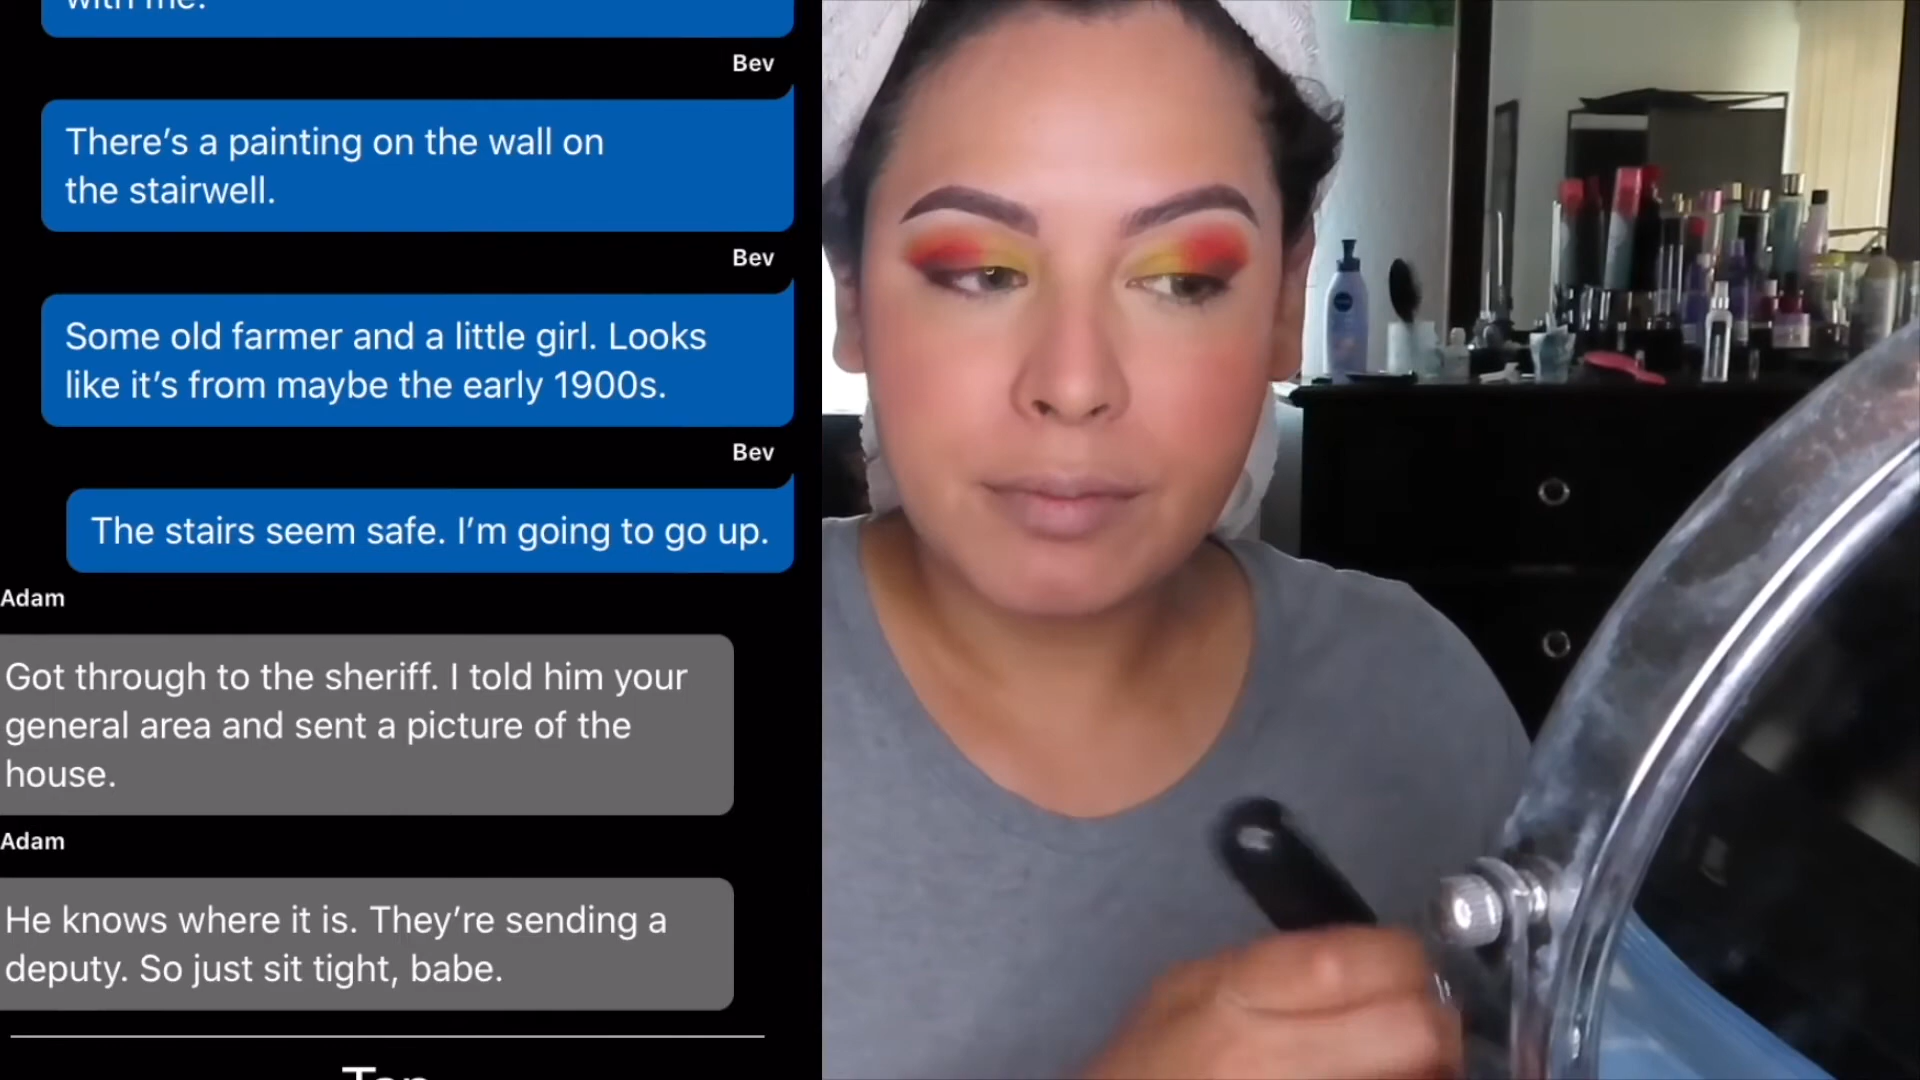 with me.
Bev
There's a painting on the wall on
the stairwell.
Bev
Some old farmer and a little girl. Looks
like it's from maybe the early 1900s.
Bev
The stairs seem safe. I'm going to go up.
Adam
Got through to the sheriff. I told him your
general area and sent a picture of the
house.
Adam
He knows where it is. They're sending a
deputy. So just sit tight, babe.